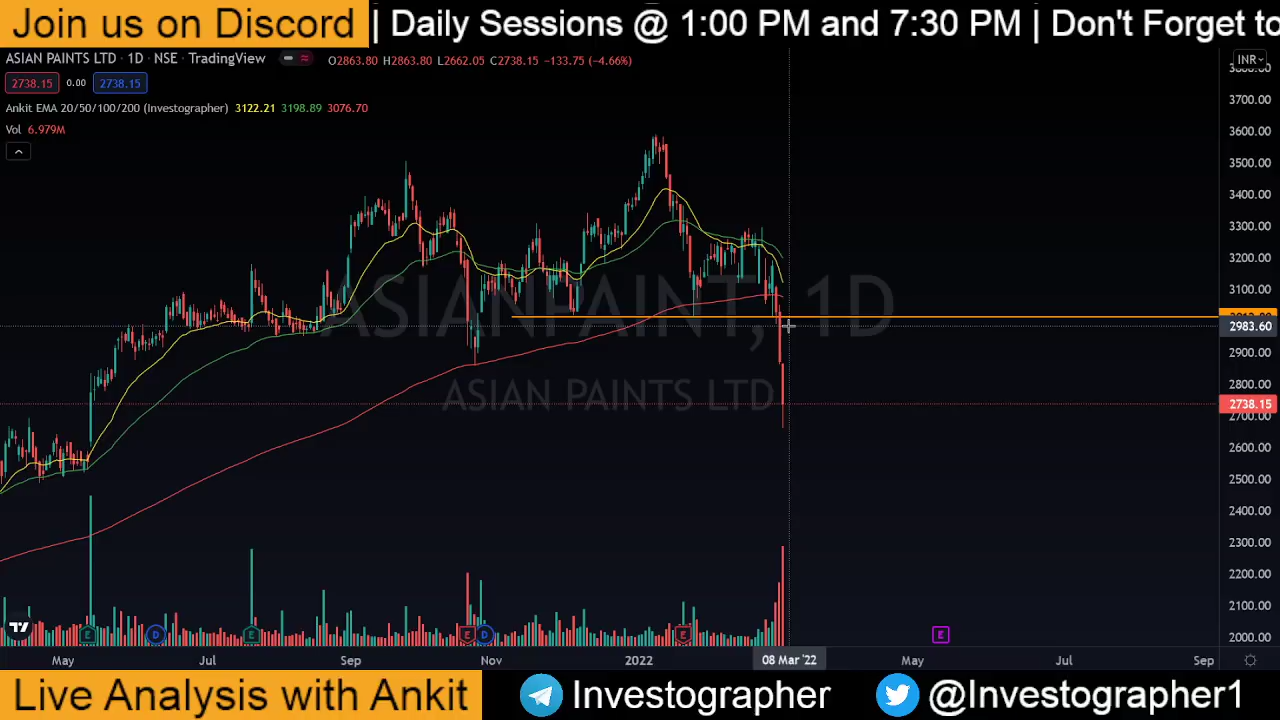 Join us on Discord | Daily Sessions @ 1:00 PM and 7:30 PM | Don't Forget to
ASIAN PAINTS LTD · 1D · NSE · TradingView O2863.80 H2863.80 L2662.05 C2738.15 −133.75 (−4.66%)
INR
2738.15 0.00 2738.15
Ankit EMA 20/50/100/200 (Investographer) 3122.21 3198.89 3076.70
Vol 6.979M
3700.00
3600.00
3500.00
3400.00
3300.00
3200.00
3100.00
2983.60
2900.00
2800.00
2738.15
2700.00
2600.00
2500.00
2400.00
2300.00
2200.00
2100.00
2000.00
ASIANPAINT, 1D
ASIAN PAINTS LTD
E D E E D E E
May Jul Sep Nov 2022 08 Mar '22 May Jul Sep
Live Analysis with Ankit Investographer @Investographer1